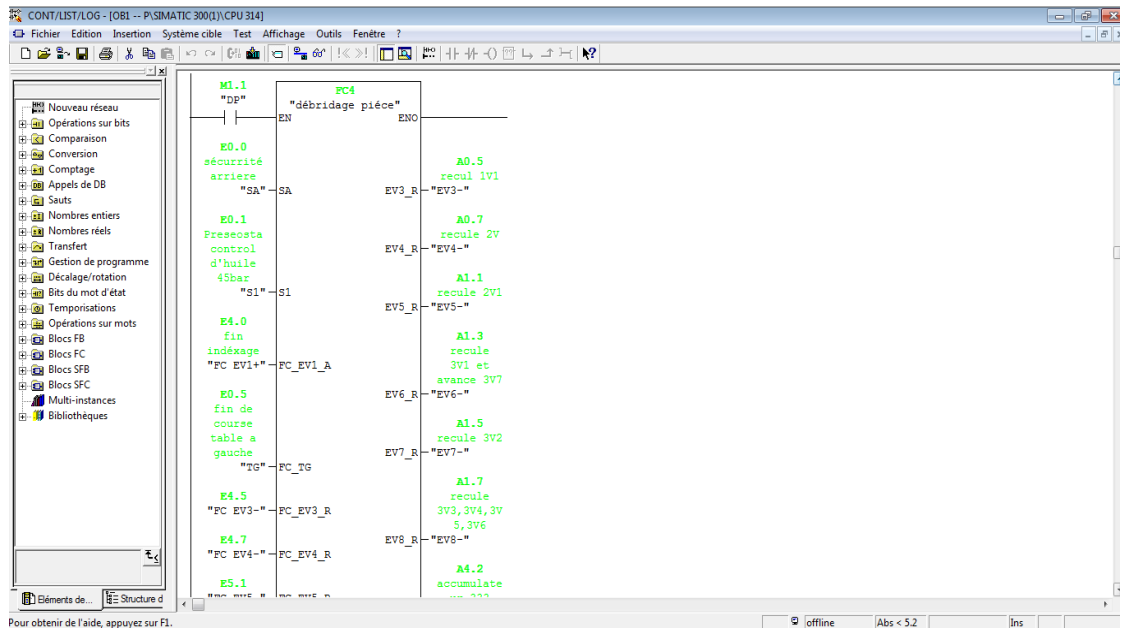 CONT/LIST/LOG - [OB1 -- P\SIMATIC 300(1)\CPU 314]
Fichier Edition Insertion Système cible Test Affichage Outils Fenêtre ?
Nouveau réseau
Opérations sur bits
Comparaison
Conversion
Comptage
Appels de DB
Sauts
Nombres entiers
Nombres réels
Transfert
Gestion de programme
Décalage/rotation
Bits du mot d'état
Temporisations
Opérations sur mots
Blocs FB
Blocs FC
Blocs SFB
Blocs SFC
Multi-instances
Bibliothèques
Eléments de...
Structure d
M1.1
"DP"
FC4
"débridage piéce"
EN ENO
E0.0
sécurrité
arriere
"SA" SA
E0.1
Preseosta
control
d'huile
45bar
"S1" S1
E4.0
fin
indéxage
"FC EV1+" FC_EV1_A
E0.5
fin de
course
table a
gauche
"TG" FC_TG
E4.5
"FC EV3-" FC_EV3_R
E4.7
"FC EV4-" FC_EV4_R
E5.1
A0.5
recul 1V1
EV3_R "EV3-"
A0.7
recule 2V
EV4_R "EV4-"
A1.1
recule 2V1
EV5_R "EV5-"
A1.3
recule
3V1 et
avance 3V7
EV6_R "EV6-"
A1.5
recule 3V2
EV7_R "EV7-"
A1.7
recule
3V3,3V4,3V
5,3V6
EV8_R "EV8-"
A4.2
accumulate
Pour obtenir de l'aide, appuyez sur F1.
offline
Abs < 5.2
Ins